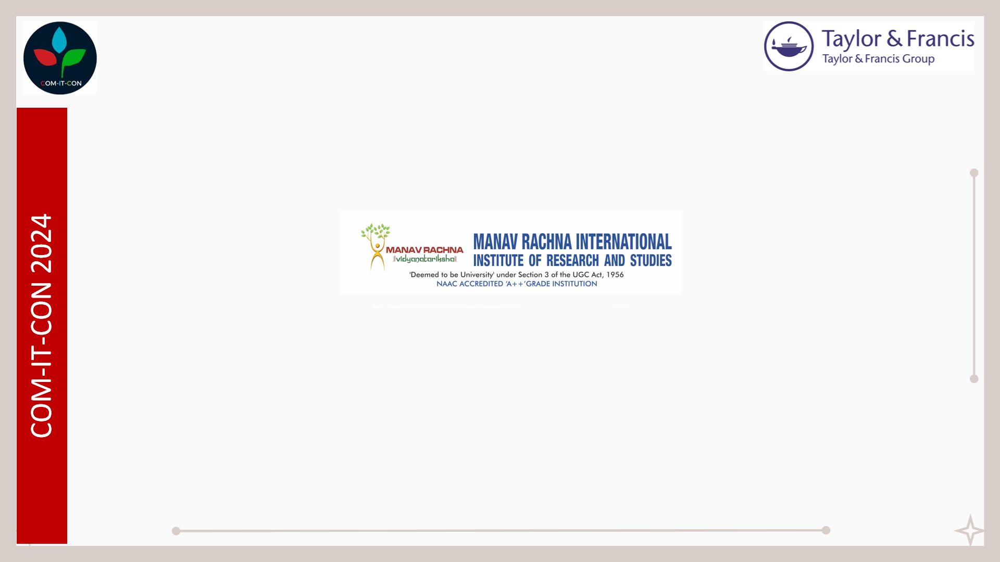 COM-IT-CON
Taylor & Francis
Taylor & Francis Group
COM-IT-CON 2024
MANAV RACHNA
vidyanatariksha
MANAV RACHNA INTERNATIONAL
INSTITUTE OF RESEARCH AND STUDIES
'Deemed to be University' under Section 3 of the UGC Act, 1956
NAAC ACCREDITED ‘A++’GRADE INSTITUTION